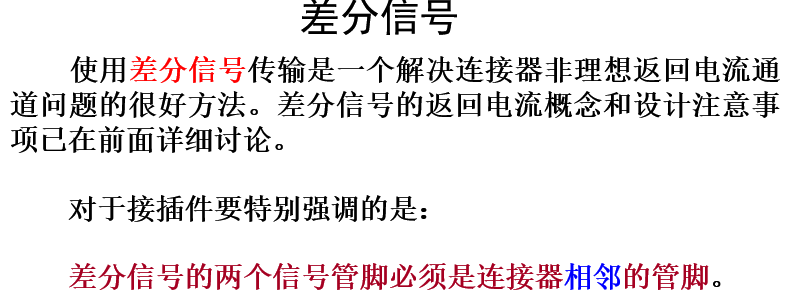 差分信号
使用差分信号传输是一个解决连接器非理想返回电流通
道问题的很好方法。差分信号的返回电流概念和设计注意事
项已在前面详细讨论。
对于接插件要特别强调的是：
差分信号的两个信号管脚必须是连接器相邻的管脚。